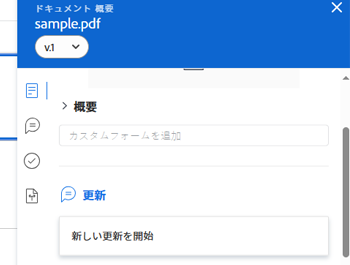 ドキュメント 概要
sample.pdf
v.1
概要
カスタムフォームを追加
更新
新しい更新を開始